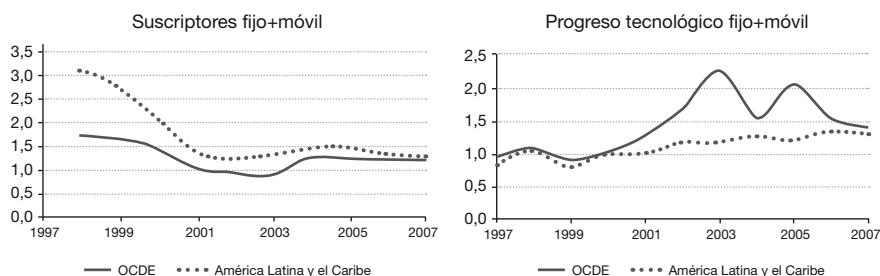 Suscriptores fijo+móvil
3,5
3,0
2,5
2,0
1,5
1,0
0,5
0,0
1997 1999 2001 2003 2005 2007
OCDE América Latina y el Caribe
Progreso tecnológico fijo+móvil
2,5
2,0
1,5
1,0
0,5
0,0
1997 1999 2001 2003 2005 2007
OCDE América Latina y el Caribe